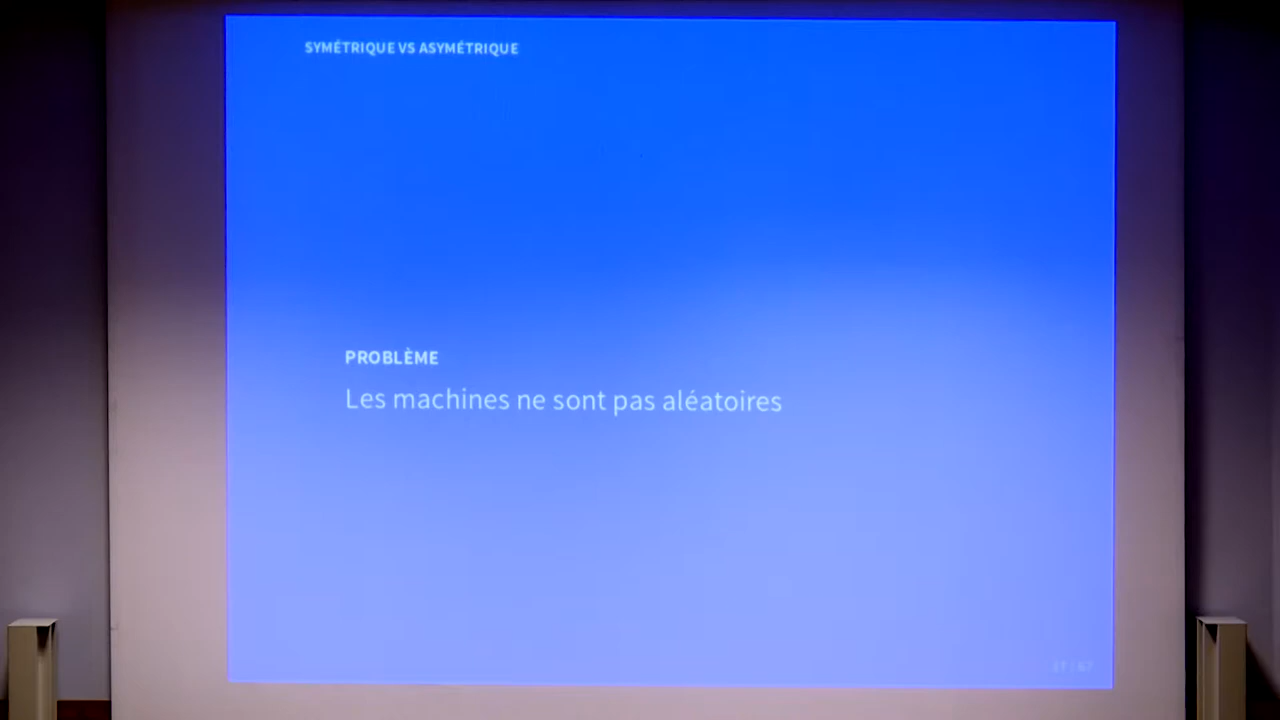 SYMÉTRIQUE VS ASYMÉTRIQUE
PROBLÈME
Les machines ne sont pas aléatoires